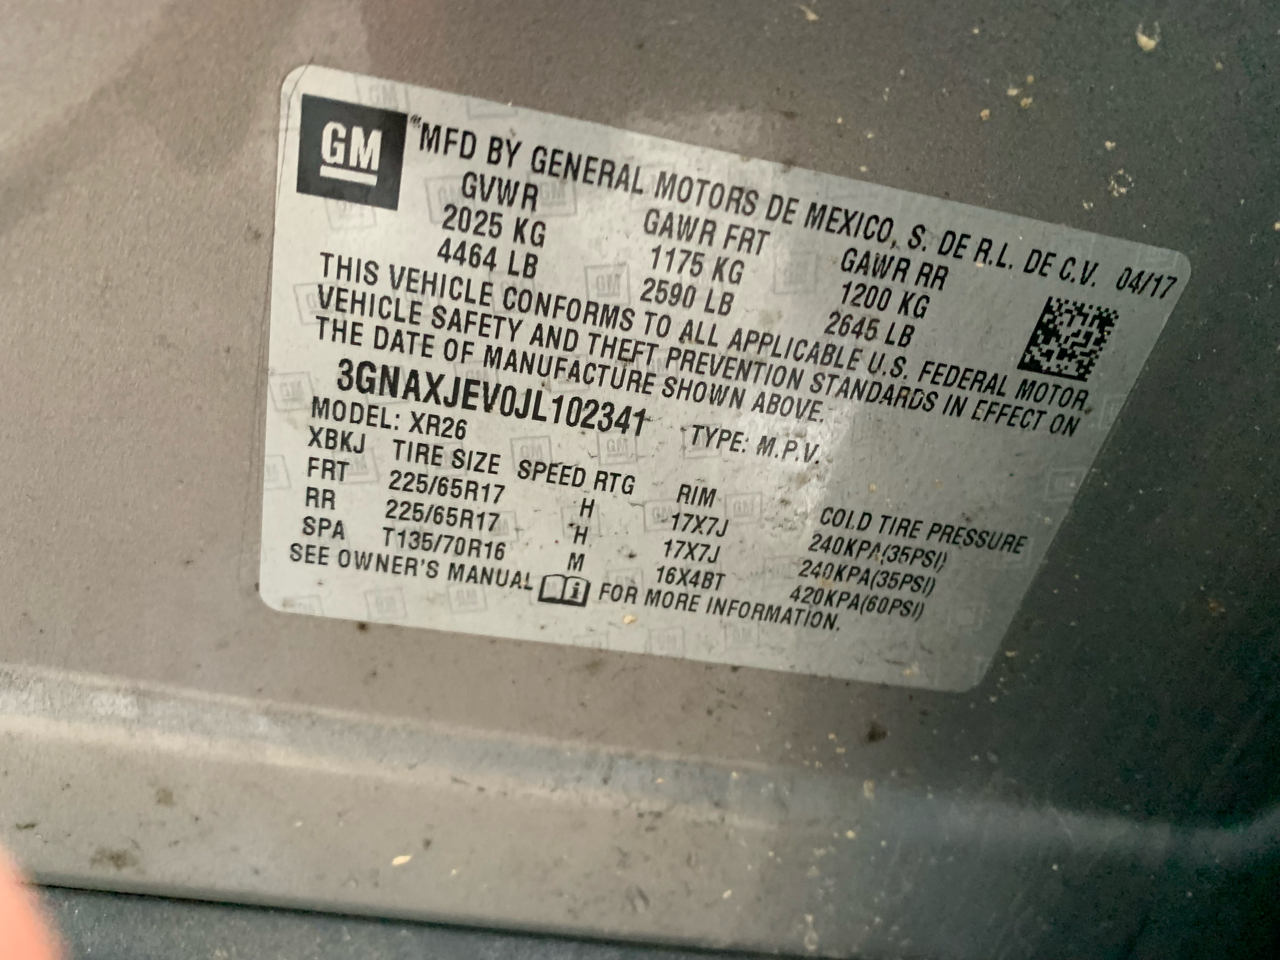 GM
"MFD BY GENERAL MOTORS DE MEXICO, S. DE R.L. DE C.V. 04/17
GVWR GAWR FRT GAWR RR
2025 KG 1175 KG 1200 KG
4464 LB 2590 LB 2645 LB
THIS VEHICLE CONFORMS TO ALL APPLICABLE U.S. FEDERAL MOTOR
VEHICLE SAFETY AND THEFT PREVENTION STANDARDS IN EFFECT ON
THE DATE OF MANUFACTURE SHOWN ABOVE.
3GNAXJEV0JL102341 TYPE: M.P.V.
MODEL: XR26
XBKJ TIRE SIZE SPEED RTG RIM COLD TIRE PRESSURE
FRT 225/65R17 H 17X7J 240KPA(35PSI)
RR 225/65R17 H 17X7J 240KPA(35PSI)
SPA T135/70R16 M 16X4BT 420KPA(60PSI)
SEE OWNER'S MANUAL i FOR MORE INFORMATION.